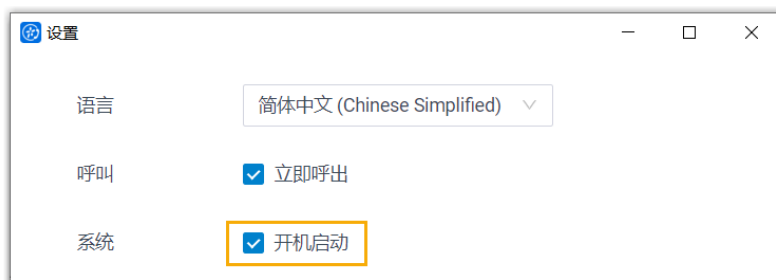 设置
语言 简体中文 (Chinese Simplified)
呼叫 立即呼出
系统 开机启动